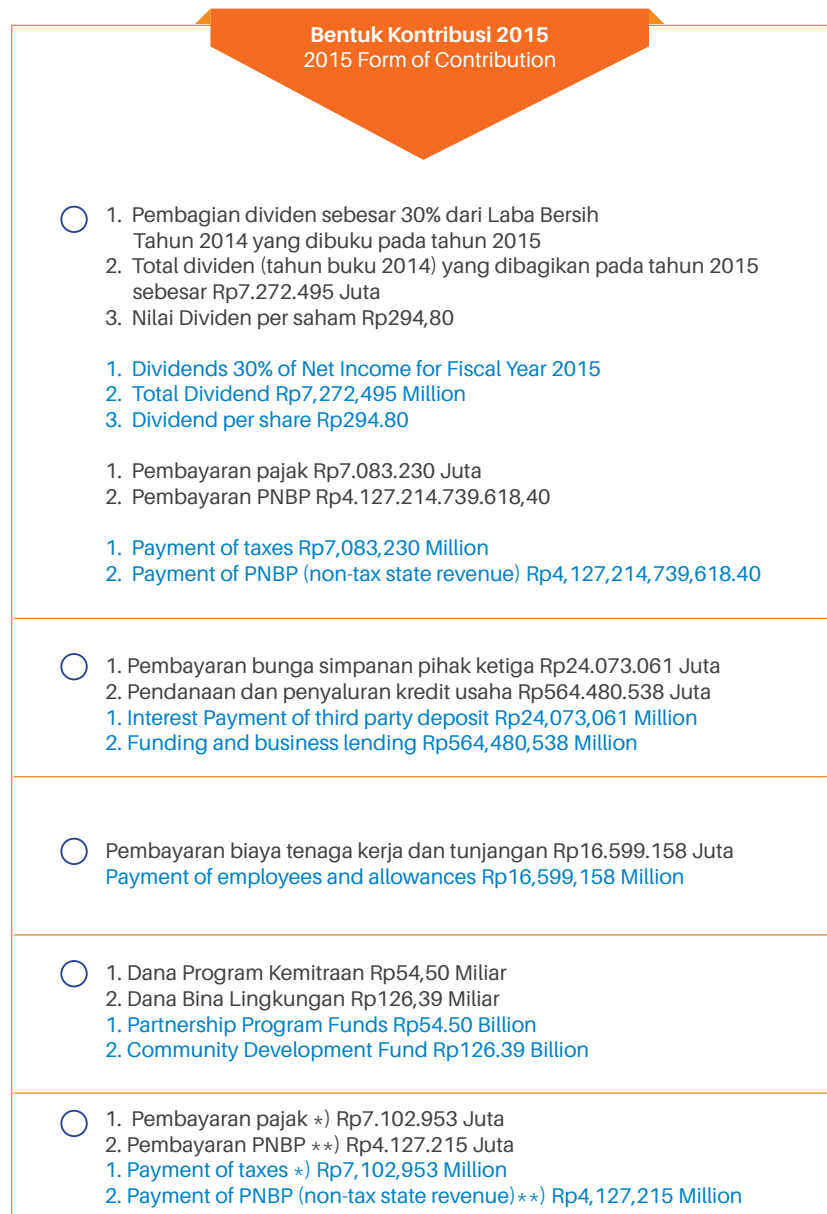 Bentuk Kontribusi 2015
2015 Form of Contribution
1. Pembagian dividen sebesar 30% dari Laba Bersih
Tahun 2014 yang dibuku pada tahun 2015
2. Total dividen (tahun buku 2014) yang dibagikan pada tahun 2015
sebesar Rp7.272.495 Juta
3. Nilai Dividen per saham Rp294,80
1. Dividends 30% of Net Income for Fiscal Year 2015
2. Total Dividend Rp7,272,495 Million
3. Dividend per share Rp294.80
1. Pembayaran pajak Rp7.083.230 Juta
2. Pembayaran PNBP Rp4.127.214.739.618,40
1. Payment of taxes Rp7,083,230 Million
2. Payment of PNBP (non-tax state revenue) Rp4,127,214,739,618.40
1. Pembayaran bunga simpanan pihak ketiga Rp24.073.061 Juta
2. Pendanaan dan penyaluran kredit usaha Rp564.480.538 Juta
1. Interest Payment of third party deposit Rp24,073,061 Million
2. Funding and business lending Rp564,480,538 Million
Pembayaran biaya tenaga kerja dan tunjangan Rp16.599.158 Juta
Payment of employees and allowances Rp16,599,158 Million
1. Dana Program Kemitraan Rp54,50 Miliar
2. Dana Bina Lingkungan Rp126,39 Miliar
1. Partnership Program Funds Rp54.50 Billion
2. Community Development Fund Rp126.39 Billion
1. Pembayaran pajak *) Rp7.102.953 Juta
2. Pembayaran PNBP **) Rp4.127.215 Juta
1. Payment of taxes *) Rp7,102,953 Million
2. Payment of PNBP (non-tax state revenue)**) Rp4,127,215 Million